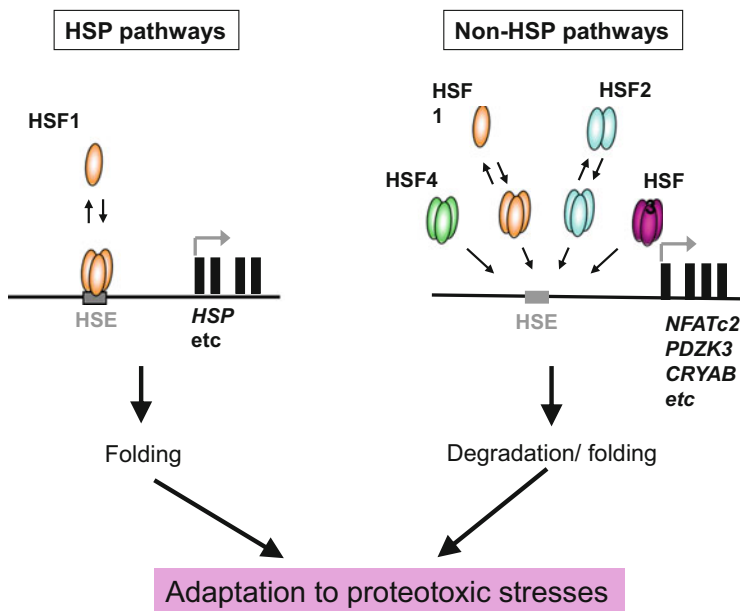 HSP pathways
HSF1
HSE
HSP
etc
Folding
Non-HSP pathways
HSF
1
HSF2
HSF4
HSF
3
HSE
NFATc2
PDZK3
CRYAB
etc
Degradation/ folding
Adaptation to proteotoxic stresses